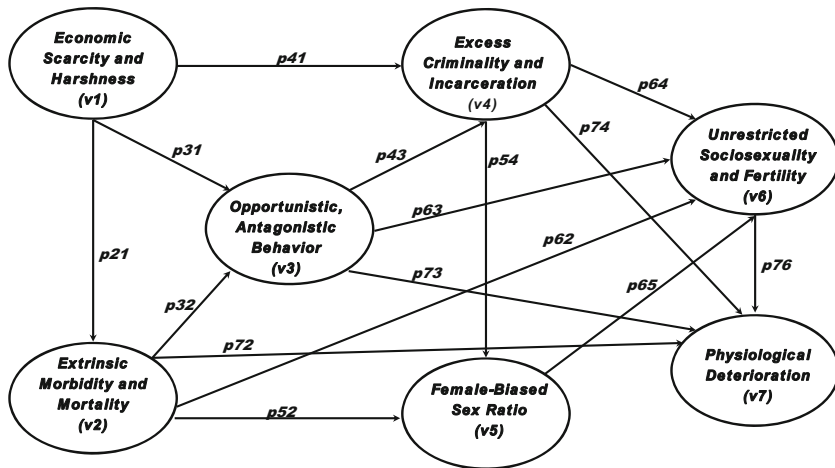 Economic
Scarcity and
Harshness
(v1)
p41
Excess
Criminality and
Incarceration
(v4)
p64
p74
Unrestricted
Sociosexuality
and Fertility
(v6)
p31
p43
p54
Opportunistic,
Antagonistic
Behavior
(v3)
p63
p62
p21
p32
p73
p65
p76
p72
Extrinsic
Morbidity and
Mortality
(v2)
p52
Female-Biased
Sex Ratio
(v5)
Physiological
Deterioration
(v7)